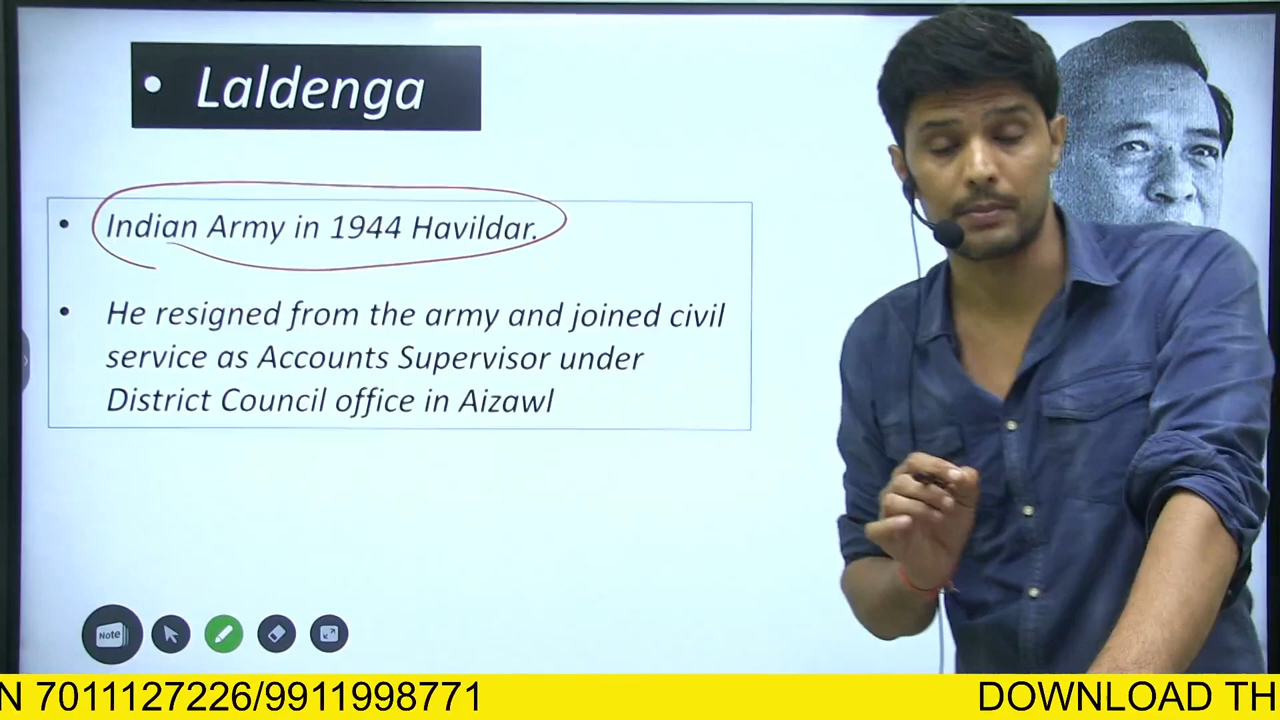 • Laldenga
• Indian Army in 1944 Havildar.
• He resigned from the army and joined civil
service as Accounts Supervisor under
District Council office in Aizawl
Note
N 7011127226/9911998771 DOWNLOAD TH